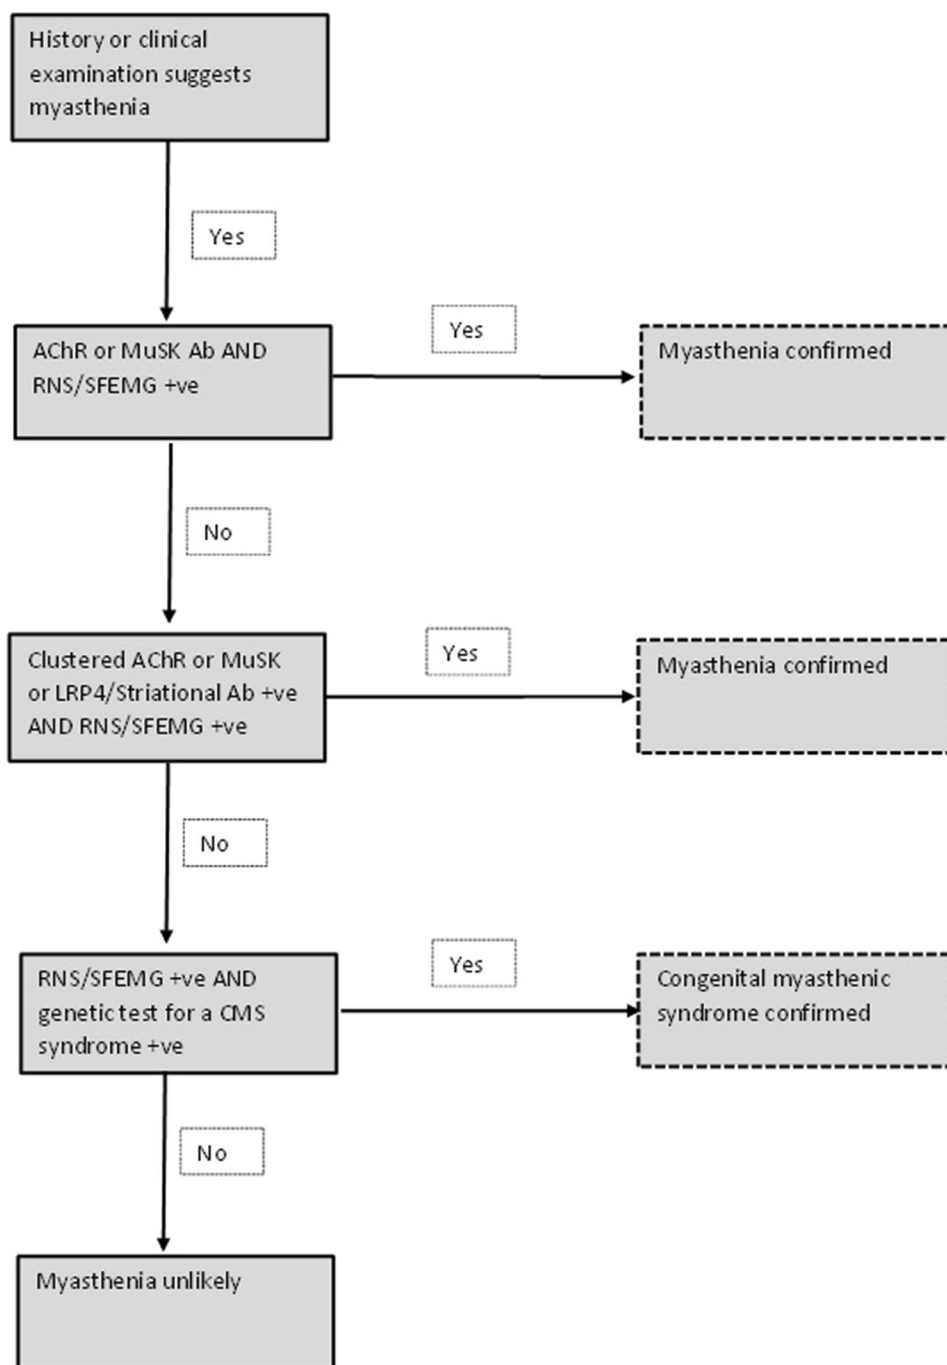 History or clinical
examination suggests
myasthenia
Yes
AChR or MuSK Ab AND
RNS/SFEMG +ve
Yes
Myasthenia confirmed
No
Clustered AChR or MuSK
or LRP4/Striational Ab +ve
AND RNS/SFEMG +ve
Yes
Myasthenia confirmed
No
RNS/SFEMG +ve AND
genetic test for a CMS
syndrome +ve
Yes
Congenital myasthenic
syndrome confirmed
No
Myasthenia unlikely